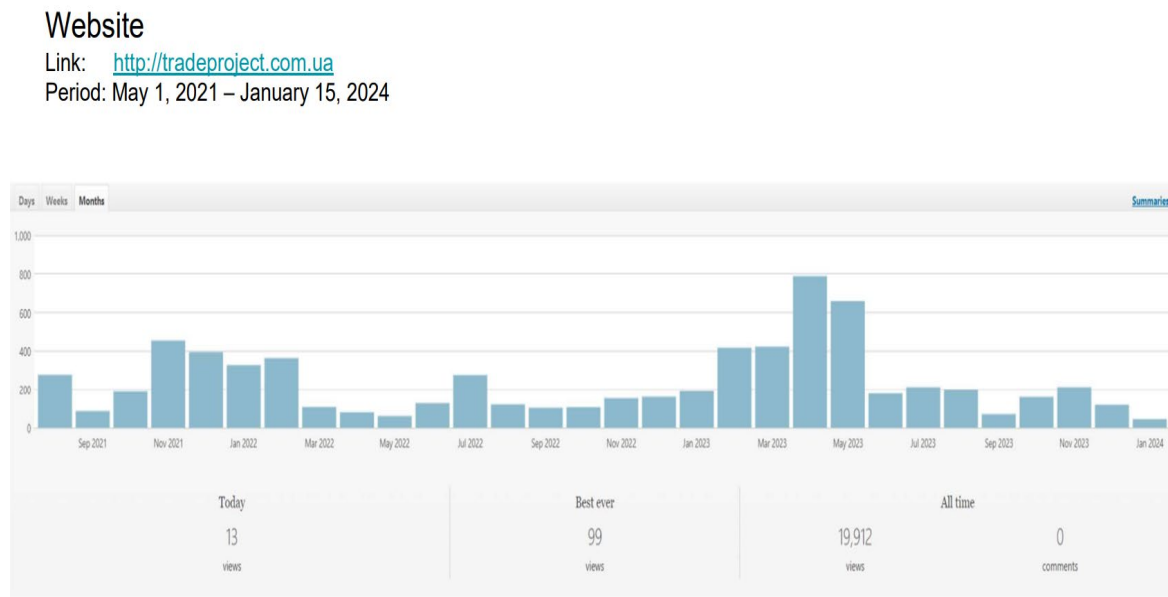 Website
Link: http://tradeproject.com.ua
Period: May 1, 2021 – January 15, 2024
Days Weeks Months Summaries
1,000
800
600
400
200
0
Sep 2021 Nov 2021 Jan 2022 Mar 2022 May 2022 Jul 2022 Sep 2022 Nov 2022 Jan 2023 Mar 2023 May 2023 Jul 2023 Sep 2023 Nov 2023 Jan 2024
Today Best ever All time
13 99 19,912 0
views views views comments